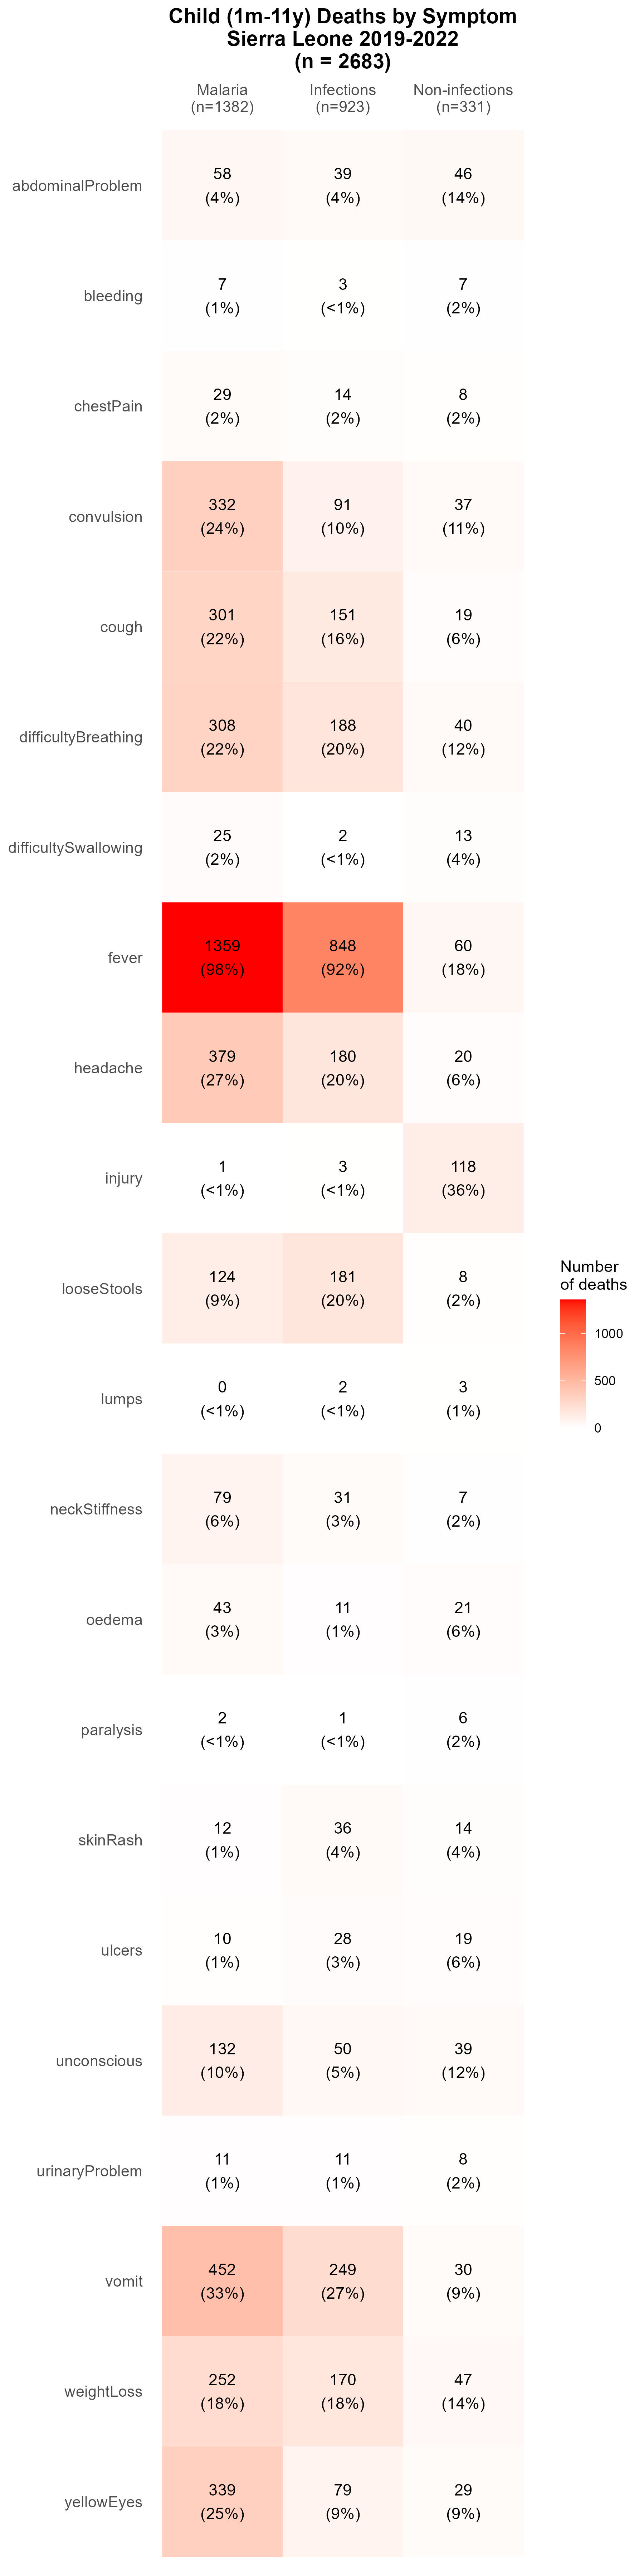 Child (1m-11y) Deaths by Symptom
Sierra Leone 2019-2022
(n = 2683)
Malaria Infections Non-infections
(n=1382) (n=923) (n=331)
abdominalProblem 58 39 46
(4%) (4%) (14%)
bleeding 7 3 7
(1%) (<1%) (2%)
chestPain 29 14 8
(2%) (2%) (2%)
convulsion 332 91 37
(24%) (10%) (11%)
cough 301 151 19
(22%) (16%) (6%)
difficultyBreathing 308 188 40
(22%) (20%) (12%)
difficultySwallowing 25 2 13
(2%) (<1%) (4%)
fever 1359 848 60
(98%) (92%) (18%)
headache 379 180 20
(27%) (20%) (6%)
injury 1 3 118
(<1%) (<1%) (36%)
looseStools 124 181 8
(9%) (20%) (2%)
lumps 0 2 3
(<1%) (<1%) (1%)
neckStiffness 79 31 7
(6%) (3%) (2%)
oedema 43 11 21
(3%) (1%) (6%)
paralysis 2 1 6
(<1%) (<1%) (2%)
skinRash 12 36 14
(1%) (4%) (4%)
ulcers 10 28 19
(1%) (3%) (6%)
unconscious 132 50 39
(10%) (5%) (12%)
urinaryProblem 11 11 8
(1%) (1%) (2%)
vomit 452 249 30
(33%) (27%) (9%)
weightLoss 252 170 47
(18%) (18%) (14%)
yellowEyes 339 79 29
(25%) (9%) (9%)
Number
of deaths
1000
500
0